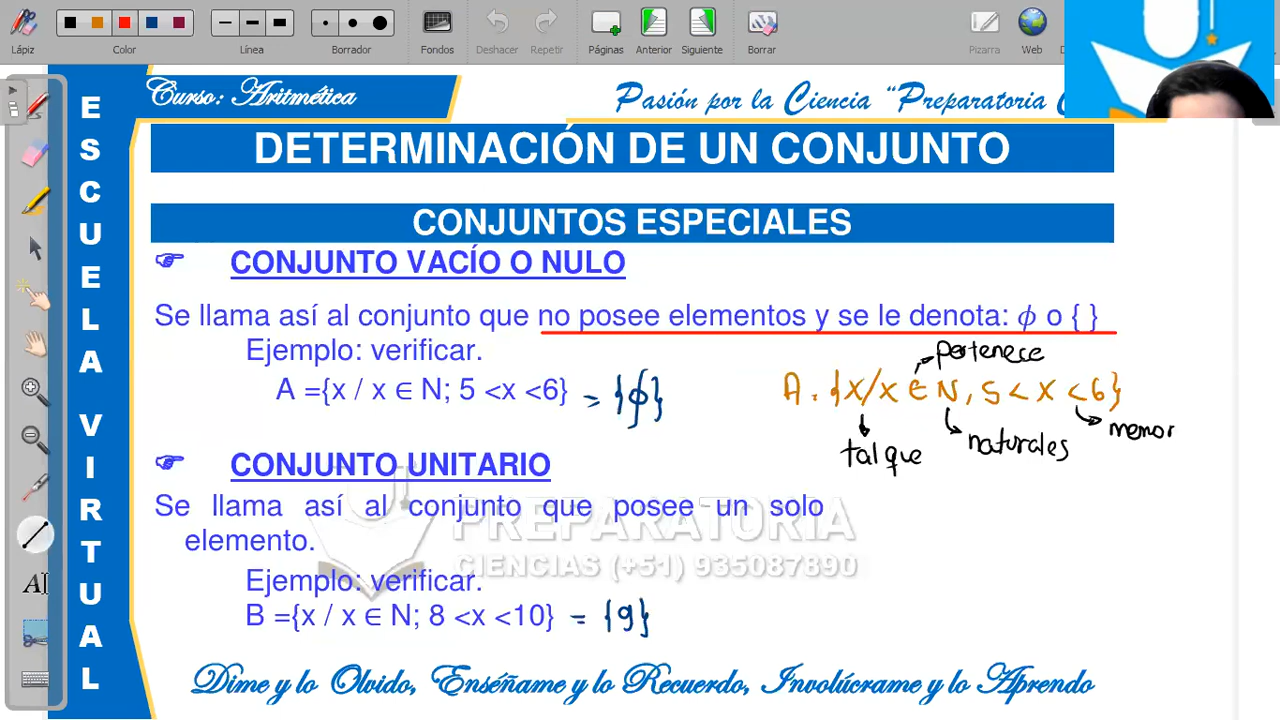 Lápiz Color Línea Borrador Fondos Deshacer Repetir Páginas Anterior Siguiente Borrar Pizarra Web
Curso: Aritmética
Pasión por la Ciencia "Preparatoria
ESCUELA VIRTUAL
DETERMINACIÓN DE UN CONJUNTO
CONJUNTOS ESPECIALES
CONJUNTO VACÍO O NULO
Se llama así al conjunto que no posee elementos y se le denota: ϕ o { }
Ejemplo: verificar.
A ={x / x ∈ N; 5 <x <6} = {ϕ}
pertenece
A = {x/x ∈ N, 5 < x < 6}
tal que
naturales
menor
CONJUNTO UNITARIO
Se llama así al conjunto que posee un solo
elemento.
PREPARATORIA
CIENCIAS (+51) 935087890
Ejemplo: verificar.
B ={x / x ∈ N; 8 <x <10} = {9}
Dime y lo Olvido, Enséñame y lo Recuerdo, Involúcrame y lo Aprendo